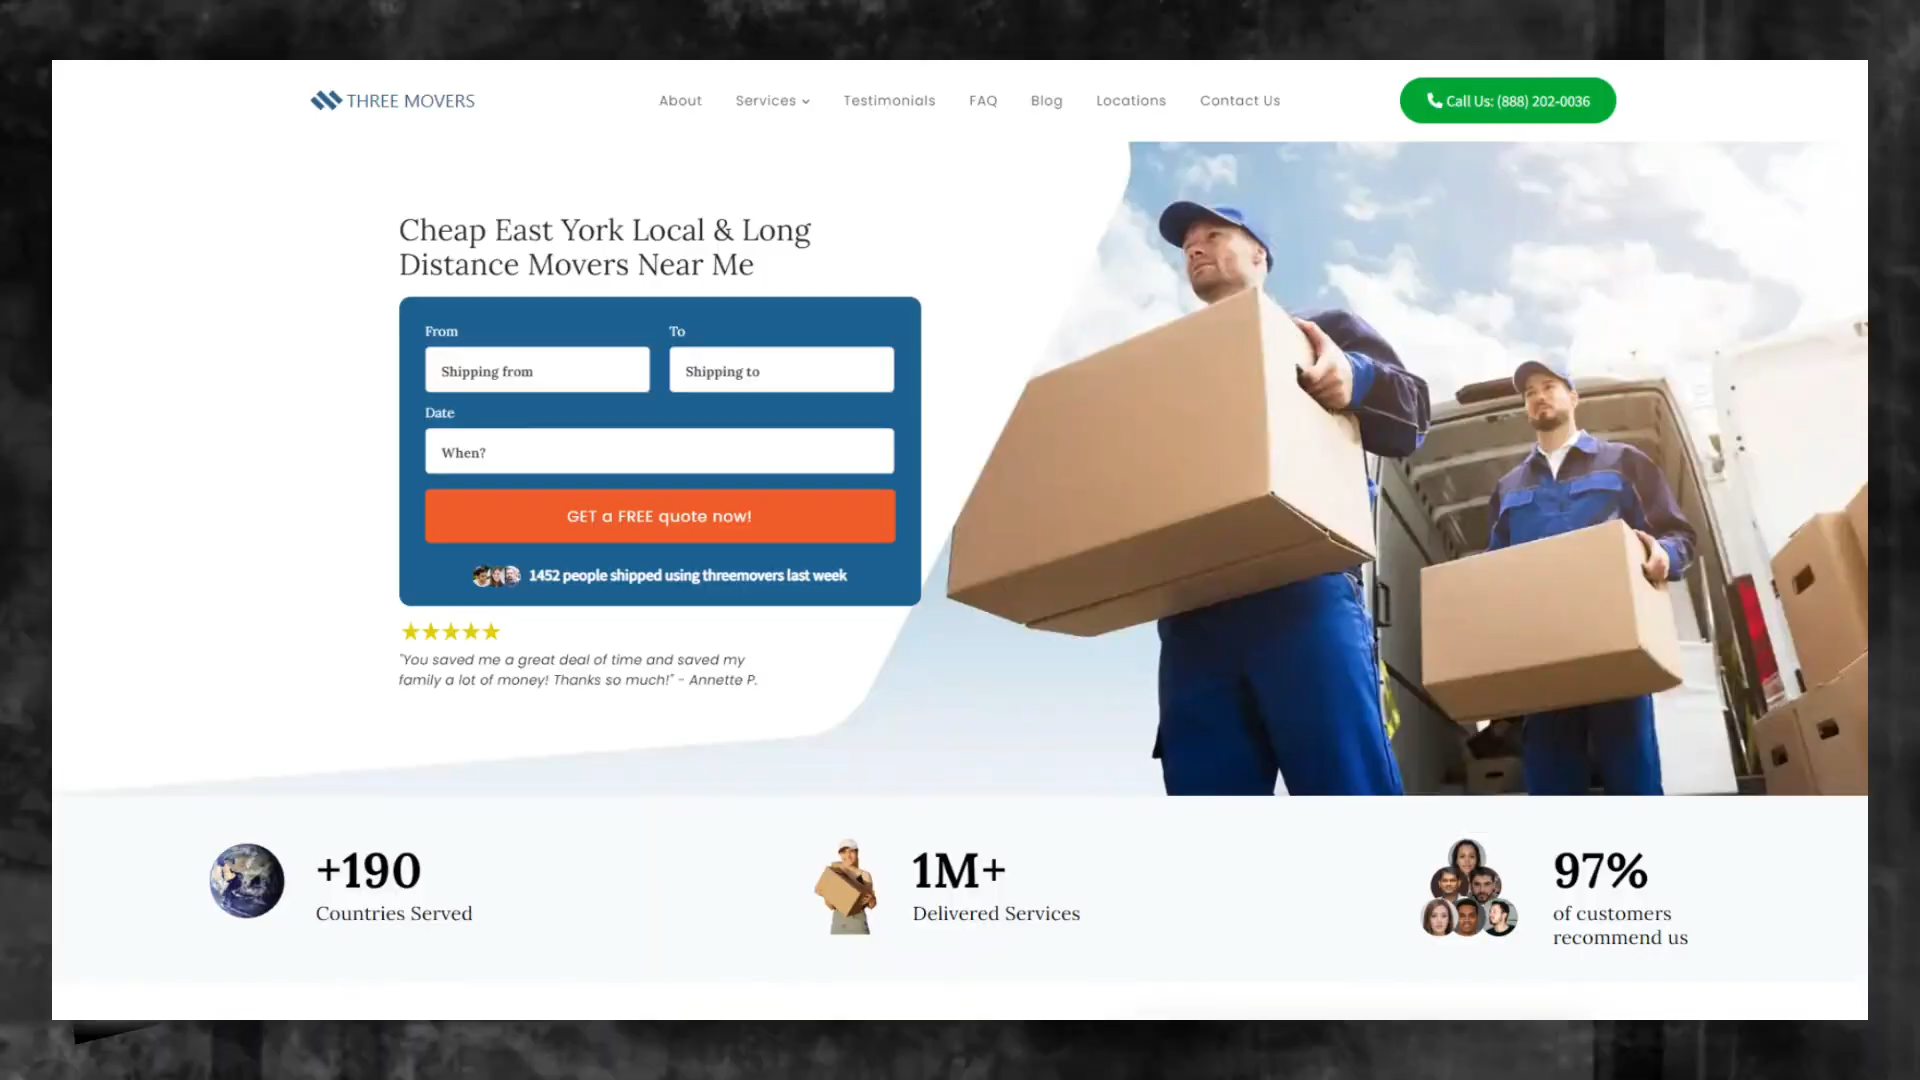 THREE MOVERS
About
Services
Testimonials
FAQ
Blog
Locations
Contact Us
Call Us: (888) 202-0036
Cheap East York Local & Long
Distance Movers Near Me
From
To
Shipping from
Shipping to
Date
When?
GET a FREE quote now!
1452 people shipped using threemovers last week
"You saved me a great deal of time and saved my
family a lot of money! Thanks so much!" - Annette P.
+190
Countries Served
1M+
Delivered Services
97%
of customers
recommend us